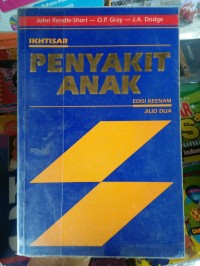 John Rendle-Short — O.P. Gray — J.A. Dodge
IKHTISAR
PENYAKIT
ANAK
EDISI KEENAM
JILID DUA